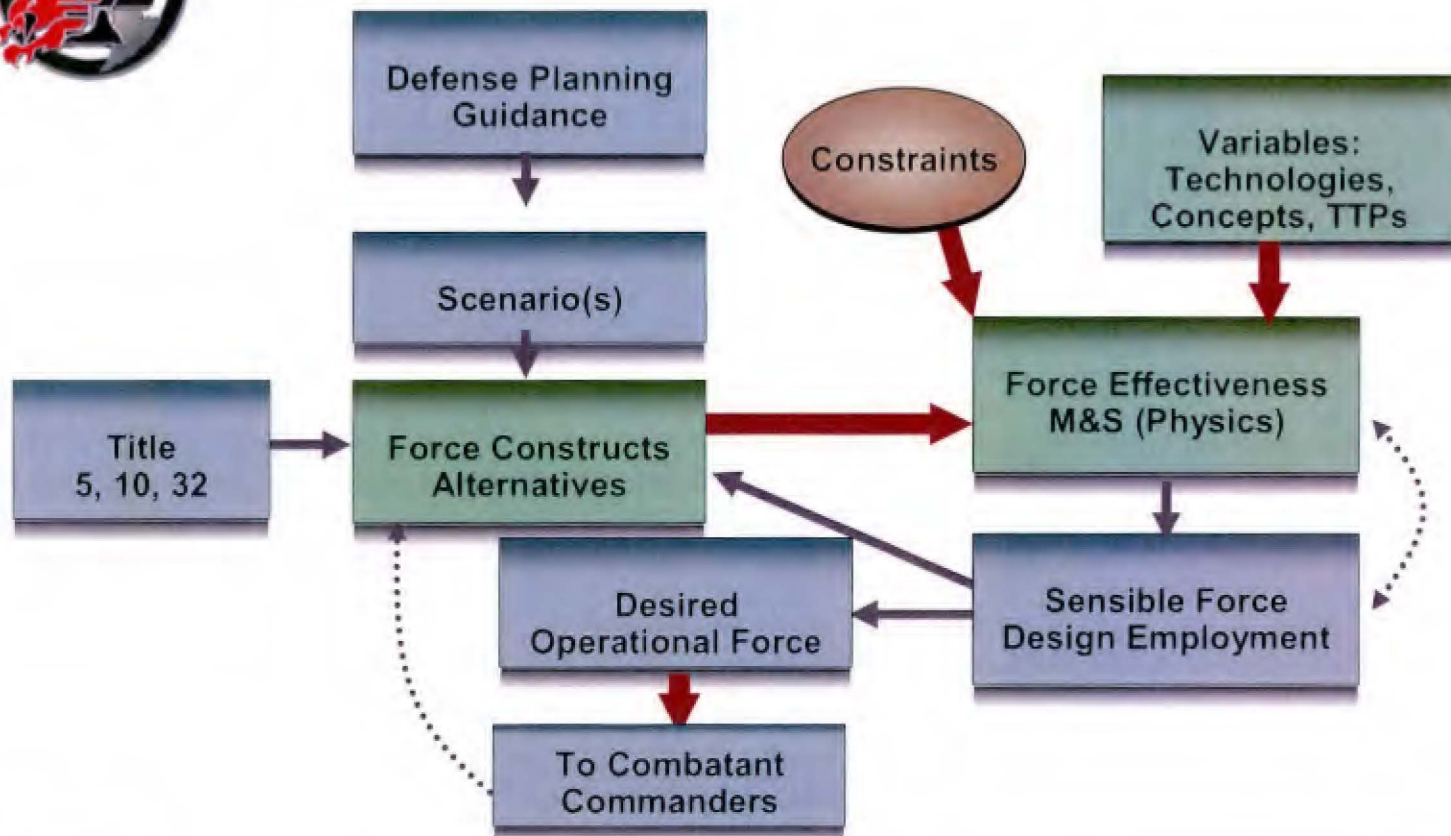 Defense Planning
Guidance
Constraints
Variables:
Technologies,
Concepts, TTPs
Scenario(s)
Title
5, 10, 32
Force Constructs
Alternatives
Force Effectiveness
M&S (Physics)
Desired
Operational Force
Sensible Force
Design Employment
To Combatant
Commanders